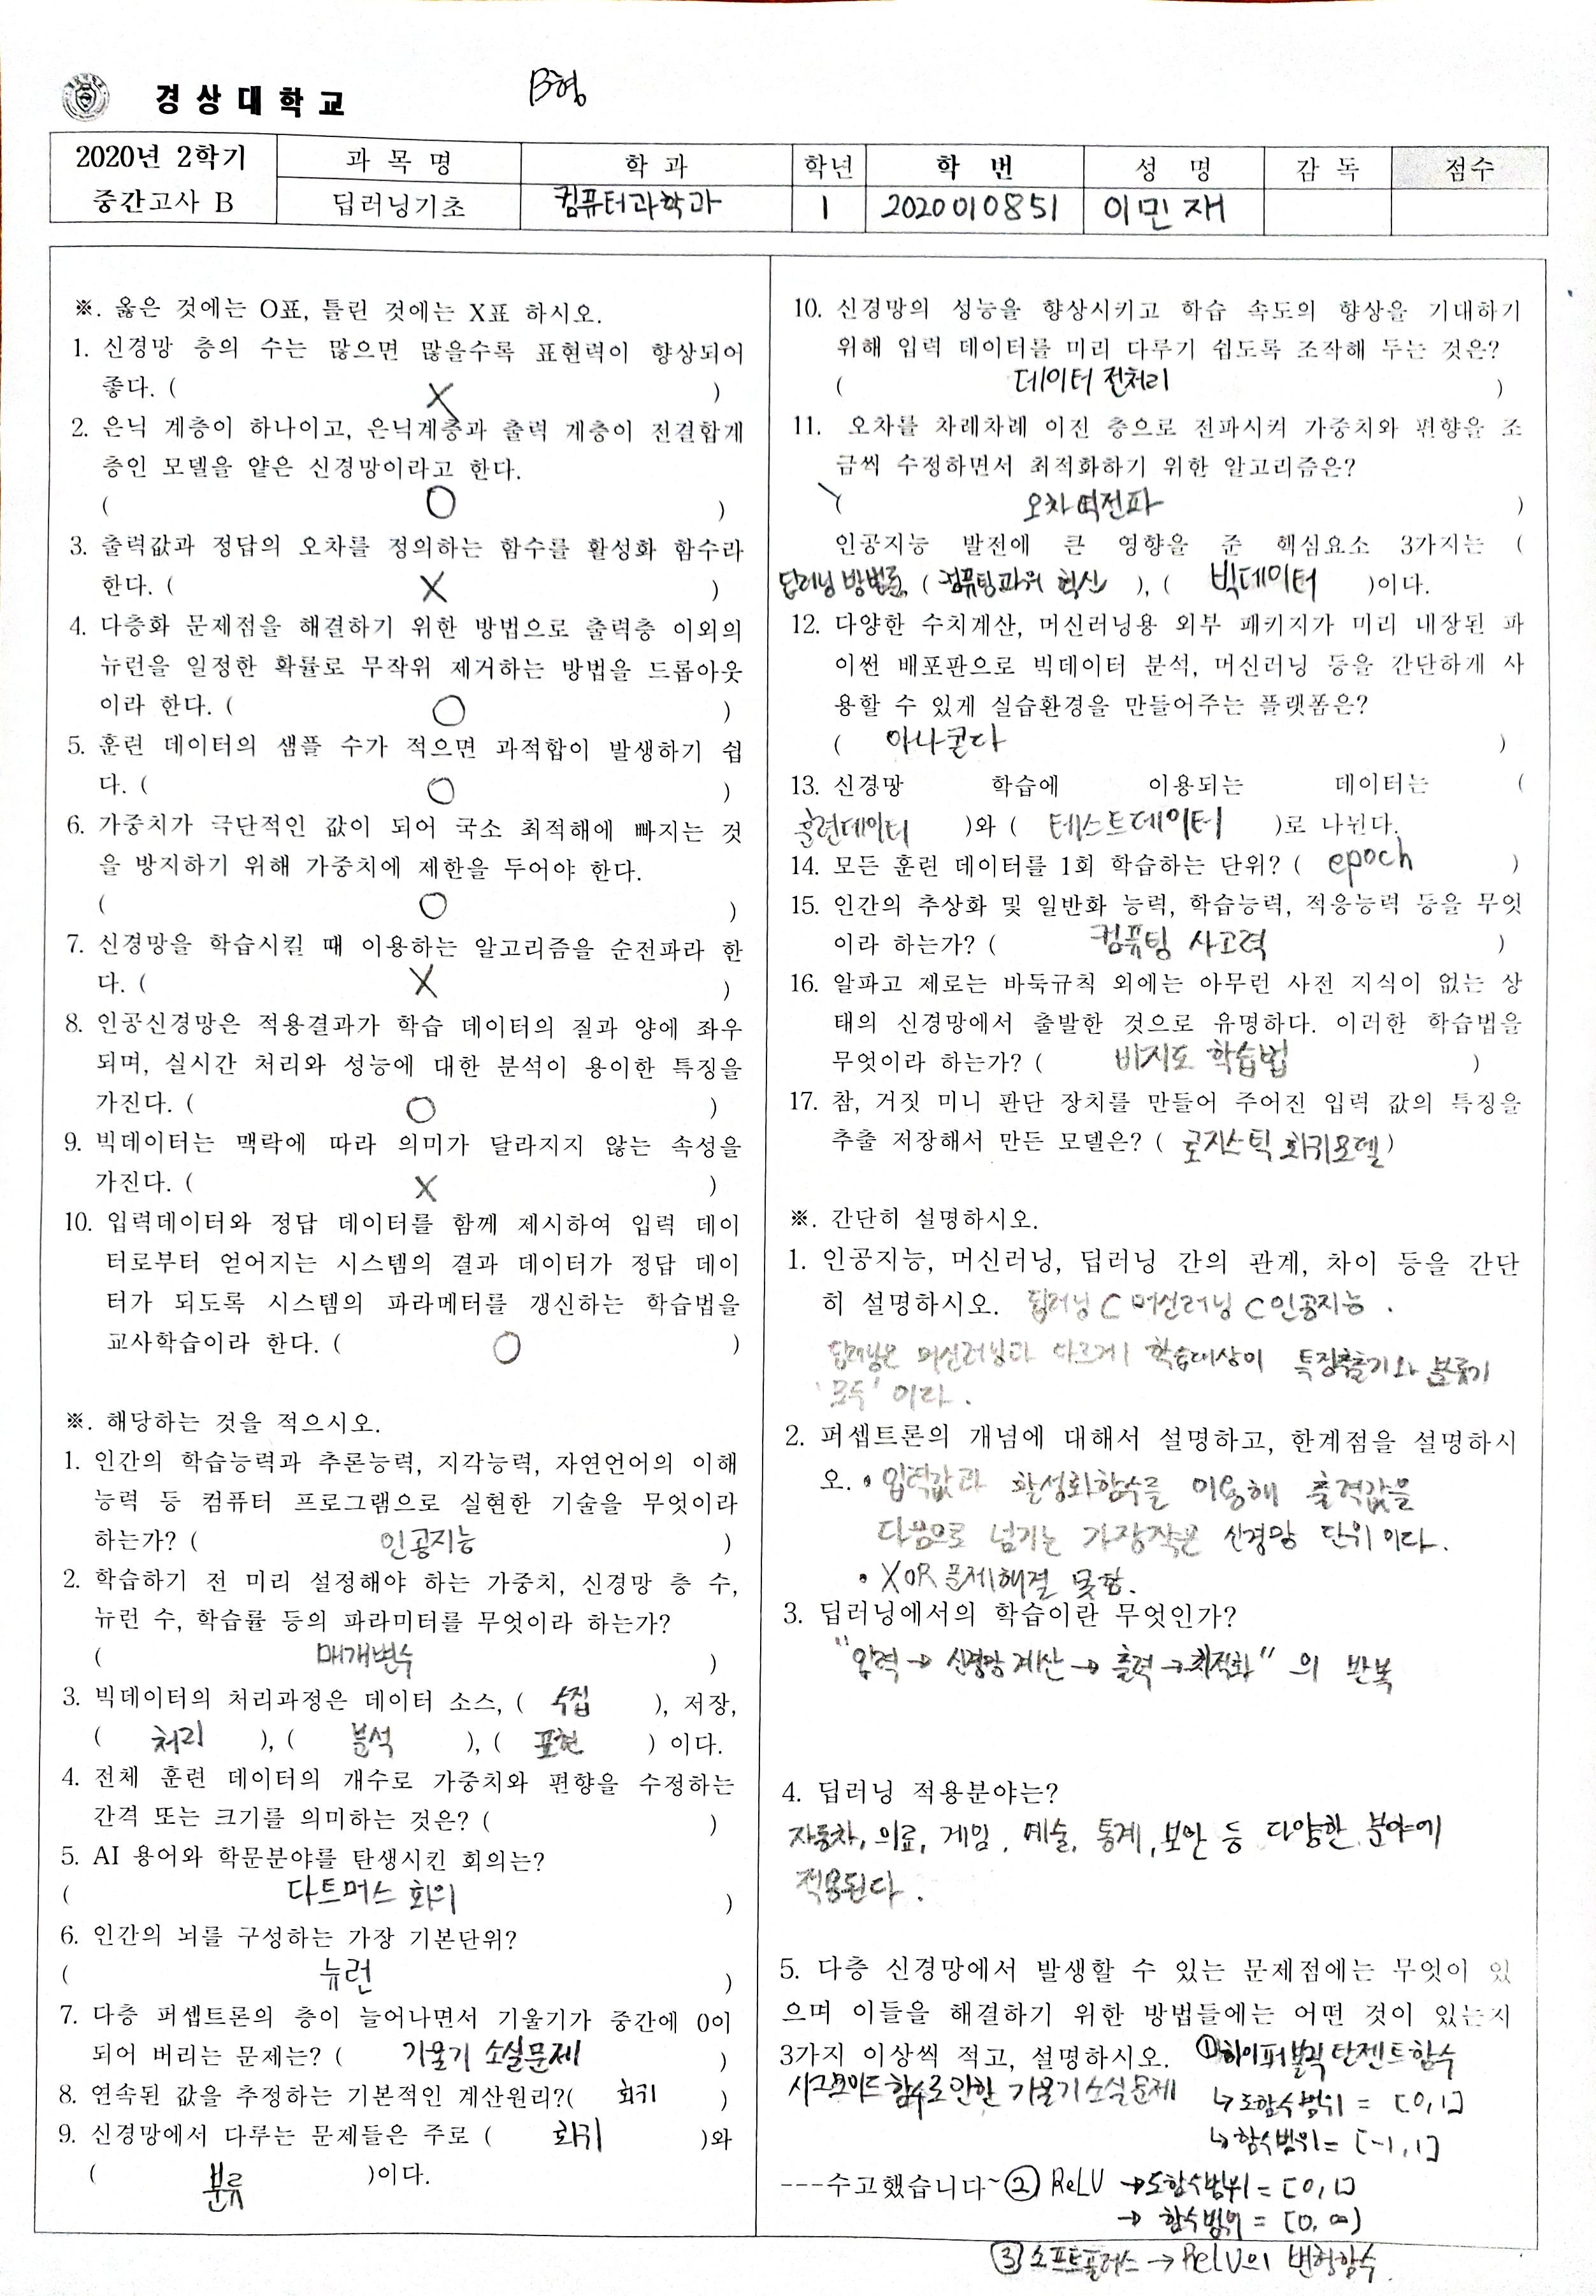 경상대학교
B형
2020년 2학기
중간고사 B
과 목 명
학 과
학년
학 번
성 명
감 독
점수
딥러닝기초
컴퓨터과학과
1
2020010851
이민재
※. 옳은 것에는 O표, 틀린 것에는 X표 하시오.
1. 신경망 층의 수는 많으면 많을수록 표현력이 향상되어
좋다. ( X )
2. 은닉 계층이 하나이고, 은닉계층과 출력 계층이 전결합계
층인 모델을 얕은 신경망이라고 한다.
( O )
3. 출력값과 정답의 오차를 정의하는 함수를 활성화 함수라
한다. ( X )
4. 다층화 문제점을 해결하기 위한 방법으로 출력층 이외의
뉴런을 일정한 확률로 무작위 제거하는 방법을 드롭아웃
이라 한다. ( O )
5. 훈련 데이터의 샘플 수가 적으면 과적합이 발생하기 쉽
다. ( O )
6. 가중치가 극단적인 값이 되어 국소 최적해에 빠지는 것
을 방지하기 위해 가중치에 제한을 두어야 한다.
( O )
7. 신경망을 학습시킬 때 이용하는 알고리즘을 순전파라 한
다. ( X )
8. 인공신경망은 적용결과가 학습 데이터의 질과 양에 좌우
되며, 실시간 처리와 성능에 대한 분석이 용이한 특징을
가진다. ( O )
9. 빅데이터는 맥락에 따라 의미가 달라지지 않는 속성을
가진다. ( X )
10. 입력데이터와 정답 데이터를 함께 제시하여 입력 데이
터로부터 얻어지는 시스템의 결과 데이터가 정답 데이
터가 되도록 시스템의 파라메터를 갱신하는 학습법을
교사학습이라 한다. ( O )
※. 해당하는 것을 적으시오.
1. 인간의 학습능력과 추론능력, 지각능력, 자연언어의 이해
능력 등 컴퓨터 프로그램으로 실현한 기술을 무엇이라
하는가? ( 인공지능 )
2. 학습하기 전 미리 설정해야 하는 가중치, 신경망 층 수,
뉴런 수, 학습률 등의 파라미터를 무엇이라 하는가?
( 매개변수 )
3. 빅데이터의 처리과정은 데이터 소스, ( 수집 ), 저장,
( 처리 ), ( 분석 ), ( 표현 ) 이다.
4. 전체 훈련 데이터의 개수로 가중치와 편향을 수정하는
간격 또는 크기를 의미하는 것은? ( )
5. AI 용어와 학문분야를 탄생시킨 회의는?
( 다트머스 회의 )
6. 인간의 뇌를 구성하는 가장 기본단위?
( 뉴런 )
7. 다층 퍼셉트론의 층이 늘어나면서 기울기가 중간에 0이
되어 버리는 문제는? ( 기울기 소실문제 )
8. 연속된 값을 추정하는 기본적인 계산원리?( 회귀 )
9. 신경망에서 다루는 문제들은 주로 ( 회귀 )와
( 분류 )이다.
10. 신경망의 성능을 향상시키고 학습 속도의 향상을 기대하기
위해 입력 데이터를 미리 다루기 쉽도록 조작해 두는 것은?
( 데이터 전처리 )
11. 오차를 차례차례 이전 층으로 전파시켜 가중치와 편향을 조
금씩 수정하면서 최적화하기 위한 알고리즘은?
( 오차역전파 )
인공지능 발전에 큰 영향을 준 핵심요소 3가지는 (
딥러닝 방법론, ( 컴퓨팅파워 혁신 ), ( 빅데이터 )이다.
12. 다양한 수치계산, 머신러닝용 외부 패키지가 미리 내장된 파
이썬 배포판으로 빅데이터 분석, 머신러닝 등을 간단하게 사
용할 수 있게 실습환경을 만들어주는 플랫폼은?
( 아나콘다 )
13. 신경망 학습에 이용되는 데이터는 (
훈련데이터 )와 ( 테스트데이터 )로 나뉜다.
14. 모든 훈련 데이터를 1회 학습하는 단위? ( epoch )
15. 인간의 추상화 및 일반화 능력, 학습능력, 적응능력 등을 무엇
이라 하는가? ( 컴퓨팅 사고력 )
16. 알파고 제로는 바둑규칙 외에는 아무런 사전 지식이 없는 상
태의 신경망에서 출발한 것으로 유명하다. 이러한 학습법을
무엇이라 하는가? ( 비지도 학습법 )
17. 참, 거짓 미니 판단 장치를 만들어 주어진 입력 값의 특징을
추출 저장해서 만든 모델은? ( 로지스틱 회귀모델 )
※. 간단히 설명하시오.
1. 인공지능, 머신러닝, 딥러닝 간의 관계, 차이 등을 간단
히 설명하시오. 딥러닝 ⊂ 머신러닝 ⊂ 인공지능 .
딥러닝은 머신러닝과 다르게 학습대상이 특징추출기와 분류기
'모두' 이다.
2. 퍼셉트론의 개념에 대해서 설명하고, 한계점을 설명하시
오. • 입력값과 활성화함수를 이용해 출력값을
다음으로 넘기는 가장작은 신경망 단위이다.
• XOR 문제해결 못함.
3. 딥러닝에서의 학습이란 무엇인가?
"입력 → 신경망 계산 → 출력 → 최적화" 의 반복
4. 딥러닝 적용분야는?
자동차, 의료, 게임, 예술, 통계, 보안 등 다양한 분야에
적용된다.
5. 다층 신경망에서 발생할 수 있는 문제점에는 무엇이 있
으며 이들을 해결하기 위한 방법들에는 어떤 것이 있는지
3가지 이상씩 적고, 설명하시오. ① 하이퍼볼릭 탄젠트함수
시그모이드 함수로 인한 기울기 소실문제
↳ 도함수범위 = [0,1]
↳ 함수범위 = [-1,1]
---수고했습니다~ ② ReLU → 도함수범위 = [0,1]
→ 함수범위 = [0,∞)
③ 소프트플러스 → ReLU의 변형함수.